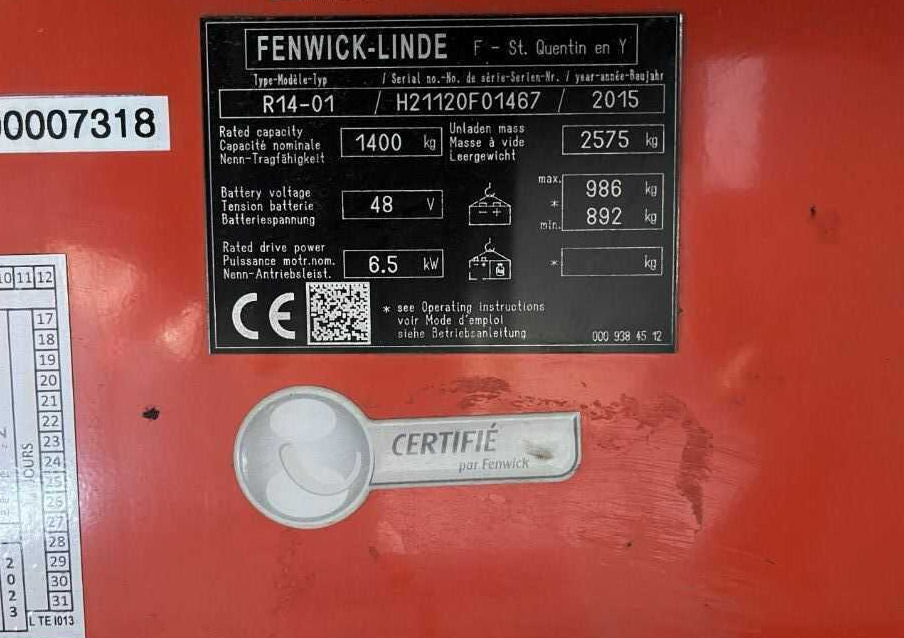 FENWICK-LINDE F - St. Quentin en Y
Type-Modèle-Typ / Serial no.-No. de série-Serien-Nr. / year-année-Baujahr
R14-01 / H21120F01467 / 2015
00007318
Rated capacity
Capacité nominale
Nenn-Tragfähigkeit
1400 kg
Unladen mass
Masse à vide
Leergewicht
2575 kg
Battery voltage
Tension batterie
Batteriespannung
48 V
- +
max. 986 kg
*
min. 892 kg
Rated drive power
Puissance motr.nom.
Nenn-Antriebsleist.
6.5 kW
* kg
CE
* see Operating instructions
voir Mode d'emploi
siehe Betriebsanleitung
000 938 45 12
CERTIFIÉ
par Fenwick
10 11 12
17
18
19
20
21
22
23
24
25
26
27
28
29
30
31
JOURS
2023
L TE I013